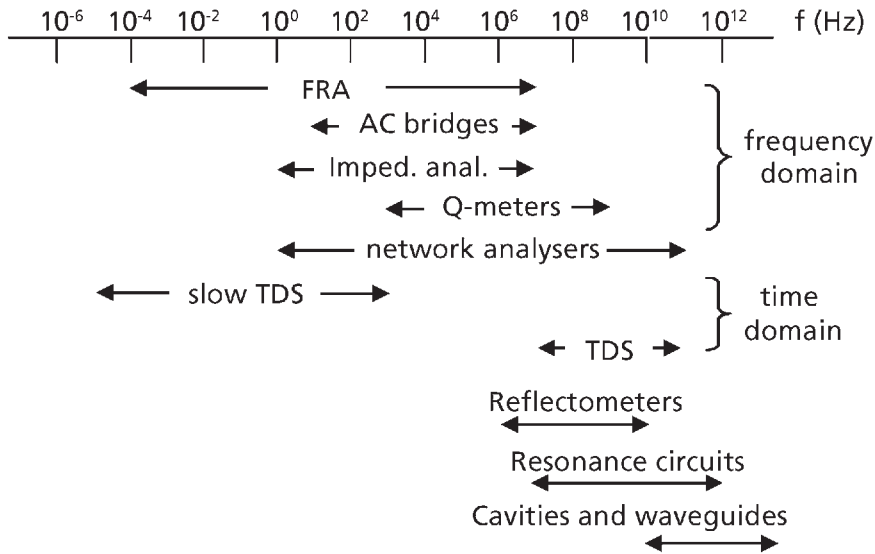 10⁻⁶ 10⁻⁴ 10⁻² 10⁰ 10² 10⁴ 10⁶ 10⁸ 10¹⁰ 10¹² f (Hz)
FRA
AC bridges
Imped. anal.
Q-meters
network analysers
frequency
domain
slow TDS
TDS
time
domain
Reflectometers
Resonance circuits
Cavities and waveguides